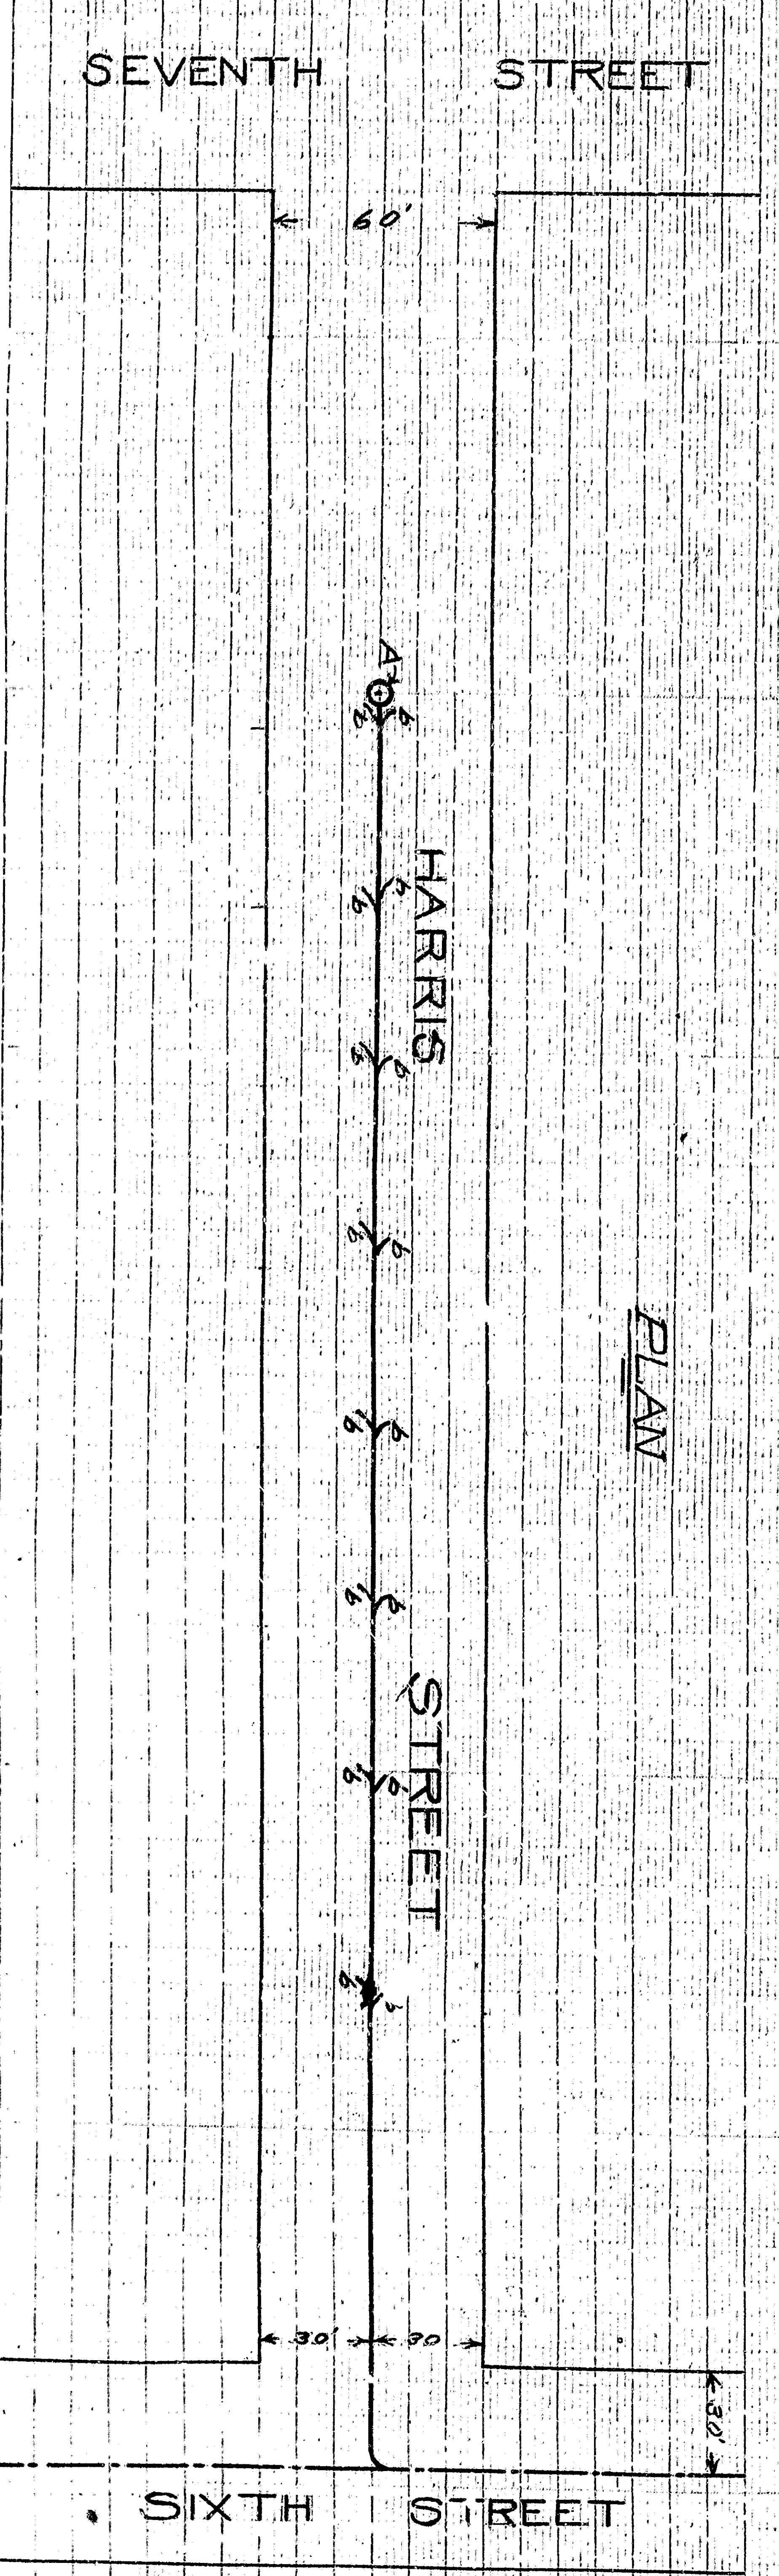 SEVENTH STREET
60'
A
HARRIS STREET
PLAN
30' 30
30'
SIXTH STREET